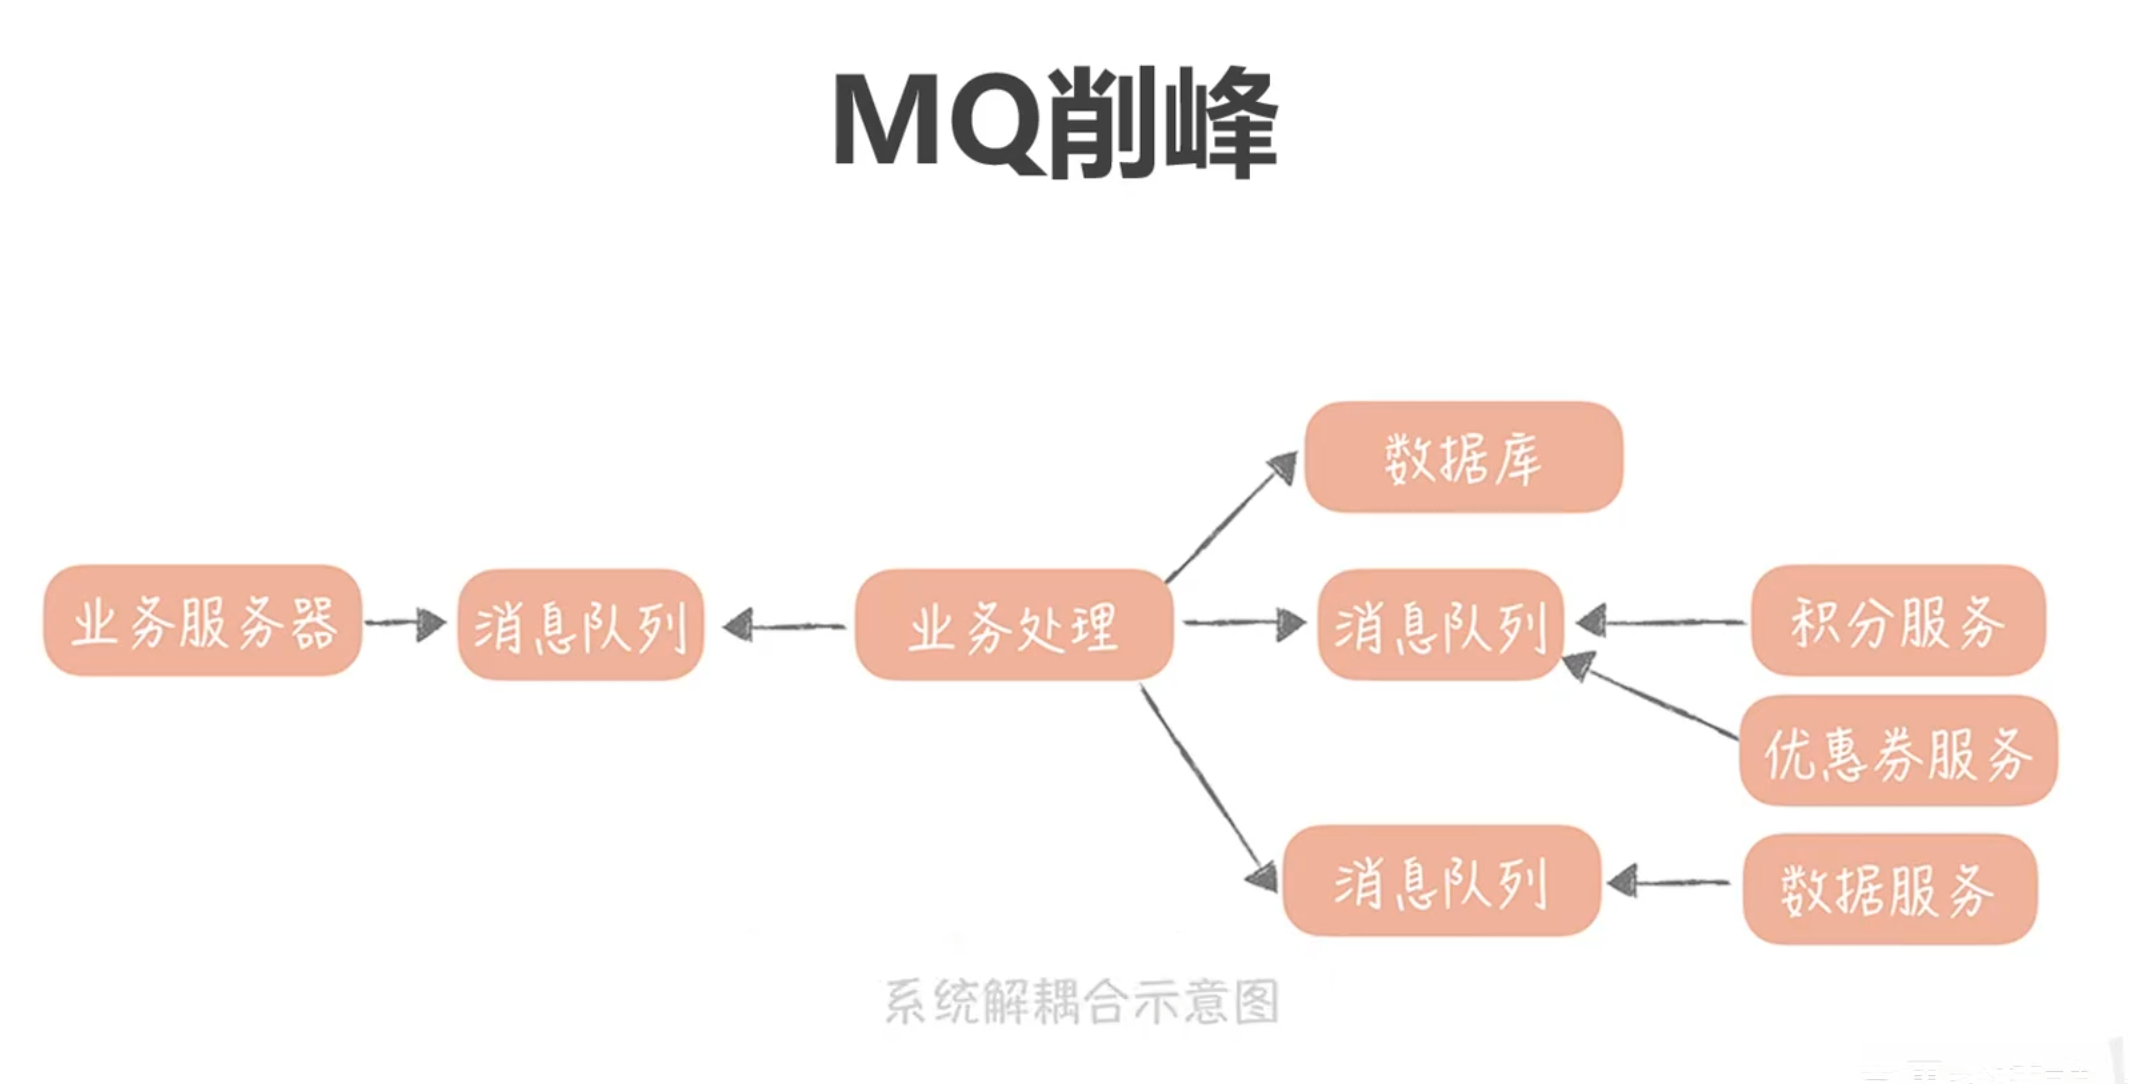 MQ削峰
数据库
业务服务器
消息队列
业务处理
消息队列
积分服务
优惠券服务
消息队列
数据服务
系统解耦合示意图